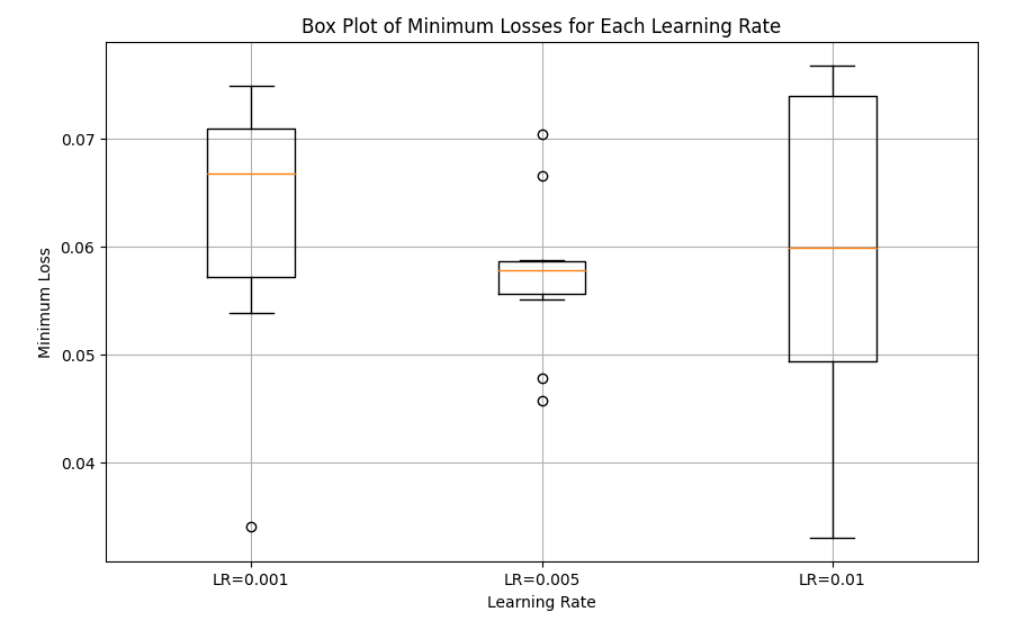 Box Plot of Minimum Losses for Each Learning Rate
Minimum Loss
0.07
0.06
0.05
0.04
LR=0.001 LR=0.005 LR=0.01
Learning Rate